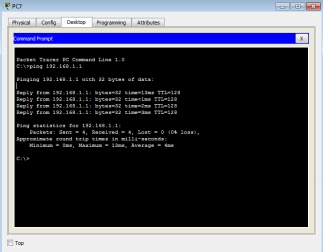 PC7
Physical Config Desktop Programming Attributes
Command Prompt X
Packet Tracer PC Command Line 1.0
C:\>ping 192.168.1.1
Pinging 192.168.1.1 with 32 bytes of data:
Reply from 192.168.1.1: bytes=32 time=13ms TTL=128
Reply from 192.168.1.1: bytes=32 time=1ms TTL=128
Reply from 192.168.1.1: bytes=32 time=2ms TTL=128
Reply from 192.168.1.1: bytes=32 time=3ms TTL=128
Ping statistics for 192.168.1.1:
Packets: Sent = 4, Received = 4, Lost = 0 (0% loss),
Approximate round trip times in milli-seconds:
Minimum = 0ms, Maximum = 13ms, Average = 4ms
C:\>
Top